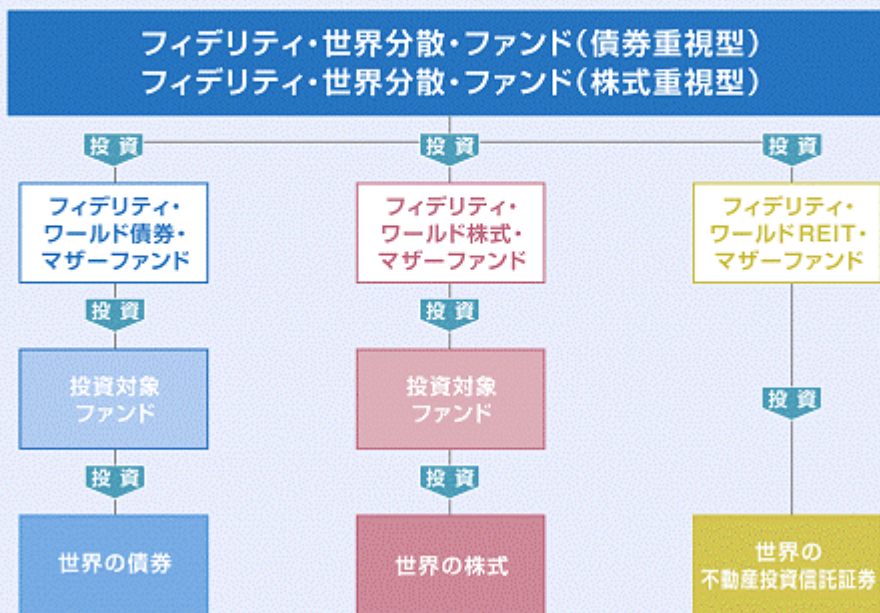 フィデリティ・世界分散・ファンド（債券重視型）
フィデリティ・世界分散・ファンド（株式重視型）
投資
投資
投資
フィデリティ・
ワールド債券・
マザーファンド
フィデリティ・
ワールド株式・
マザーファンド
フィデリティ・
ワールドREIT・
マザーファンド
投資
投資
投資対象
ファンド
投資対象
ファンド
投資
投資
投資
世界の債券
世界の株式
世界の
不動産投資信託証券